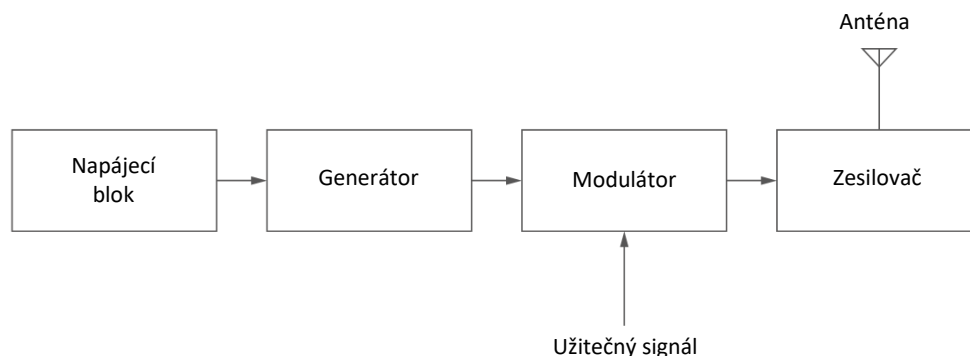 Anténa
Napájecí
blok
Generátor
Modulátor
Zesilovač
Užitečný signál